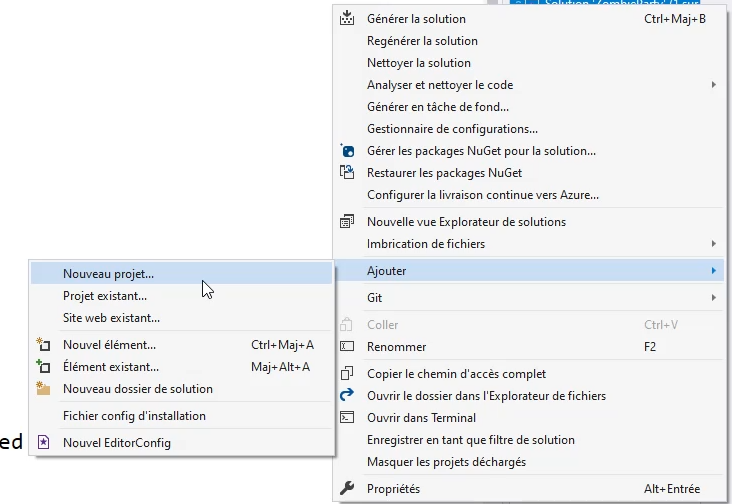 Solution 'ZombieParty' (1 sur
Générer la solution Ctrl+Maj+B
Regénérer la solution
Nettoyer la solution
Analyser et nettoyer le code
Générer en tâche de fond...
Gestionnaire de configurations...
Gérer les packages NuGet pour la solution...
Restaurer les packages NuGet
Configurer la livraison continue vers Azure...
Nouvelle vue Explorateur de solutions
Imbrication de fichiers
Ajouter
Git
Coller Ctrl+V
Renommer F2
Copier le chemin d'accès complet
Ouvrir le dossier dans l'Explorateur de fichiers
Ouvrir dans Terminal
Enregistrer en tant que filtre de solution
Masquer les projets déchargés
Propriétés Alt+Entrée
Nouveau projet...
Projet existant...
Site web existant...
Nouvel élément... Ctrl+Maj+A
Élément existant... Maj+Alt+A
Nouveau dossier de solution
Fichier config d'installation
Nouvel EditorConfig
ed